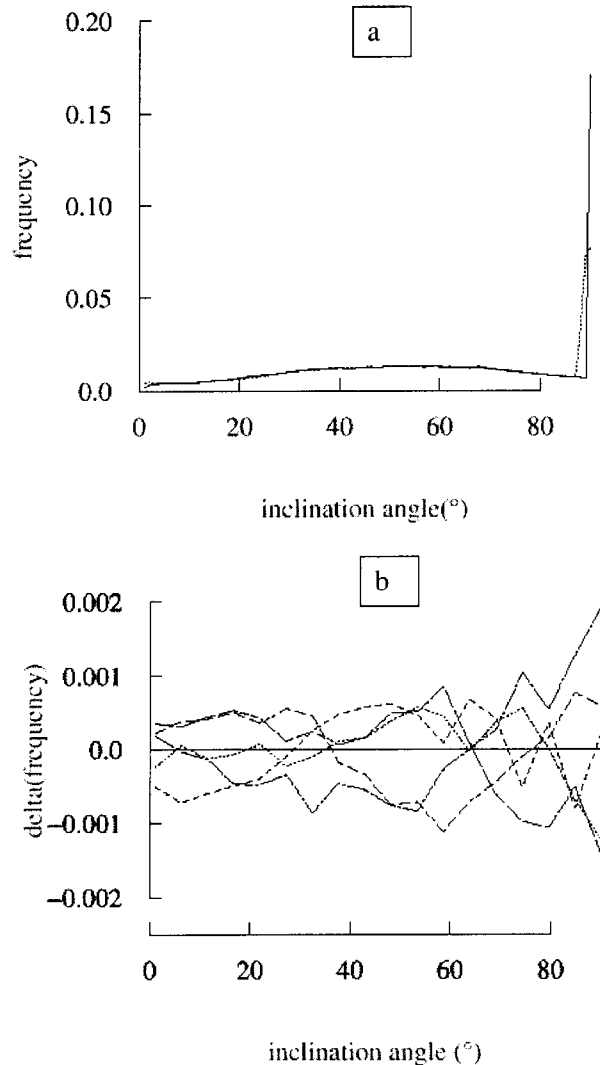 a
0.20
0.15
0.10
0.05
0.0
frequency
0 20 40 60 80
inclination angle(°)
b
0.002
0.001
0.0
−0.001
−0.002
delta(frequency)
0 20 40 60 80
inclination angle (°)